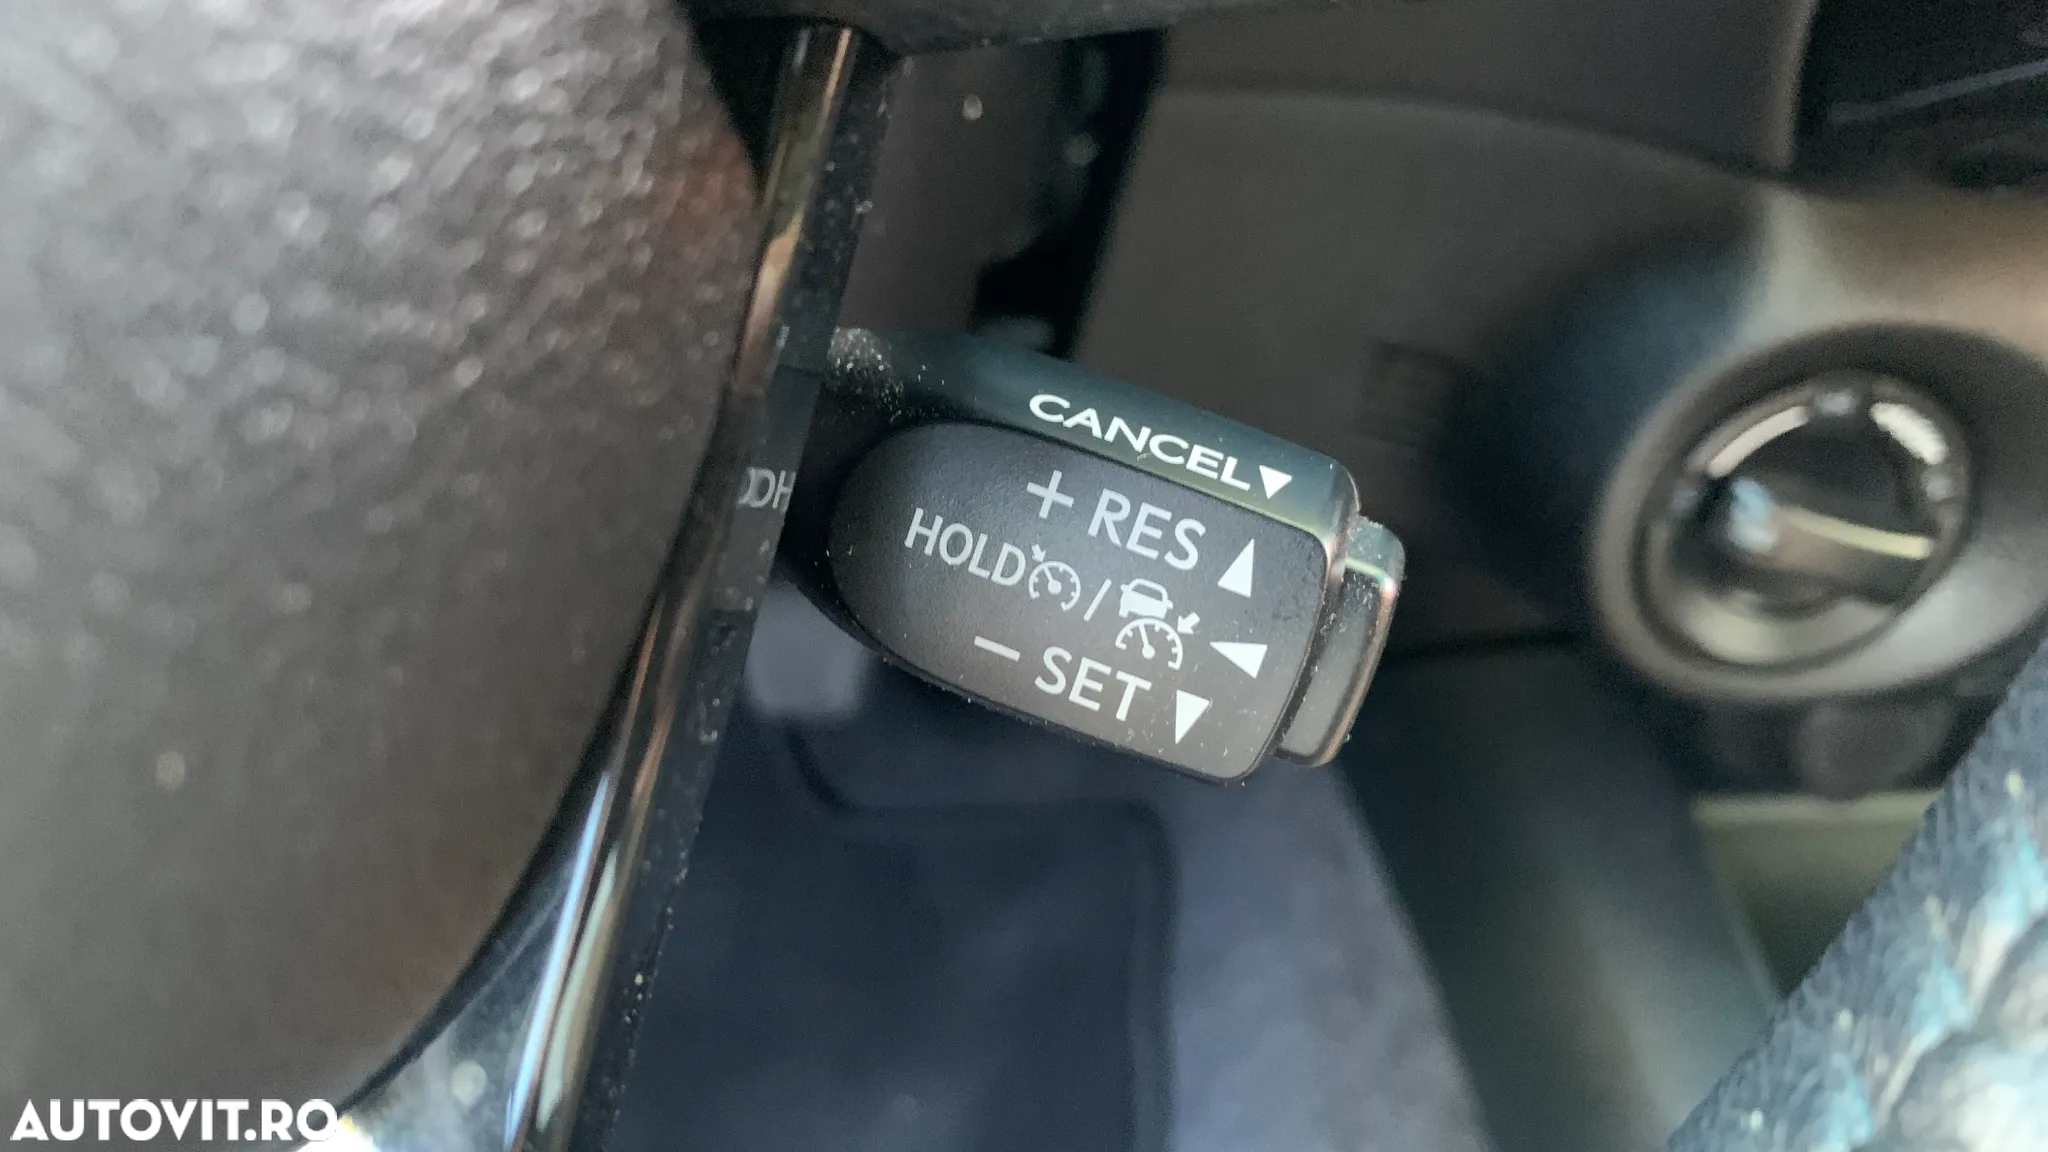 CANCEL▼
+ RES ▲
HOLD / ◀
− SET ▼
AUTOVIT.RO